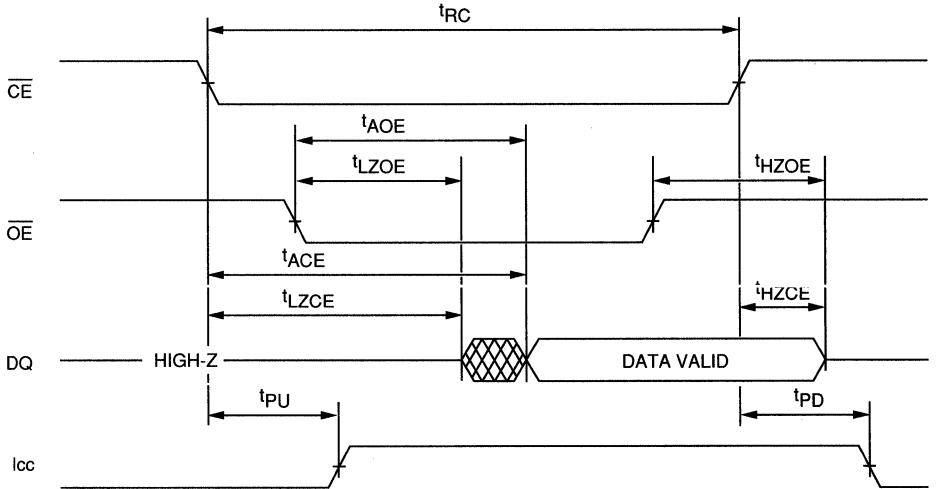 tRC
CE
tAOE
tLZOE
tHZOE
OE
tACE
tLZCE
tHZCE
DQ
HIGH-Z
DATA VALID
tPU
tPD
Icc